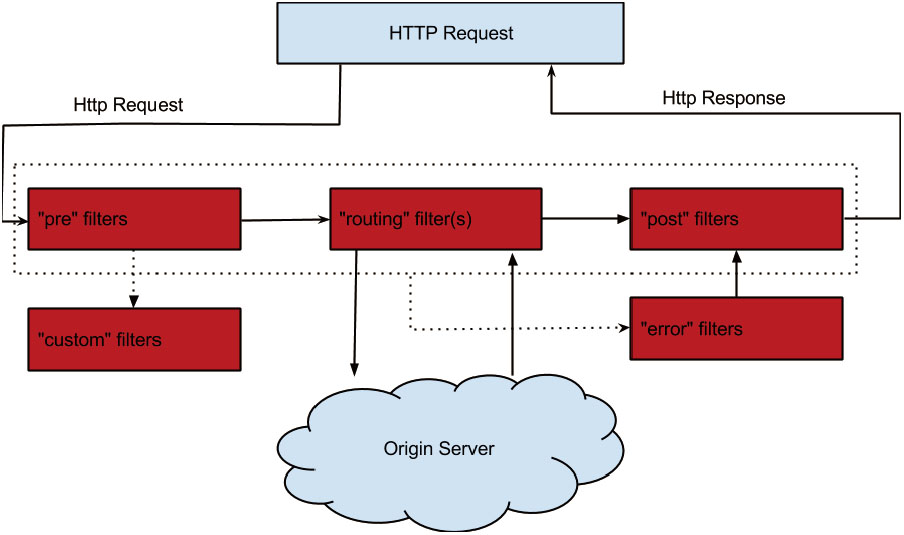 HTTP Request
Http Request
Http Response
"pre" filters
"routing" filter(s)
"post" filters
"custom" filters
"error" filters
Origin Server